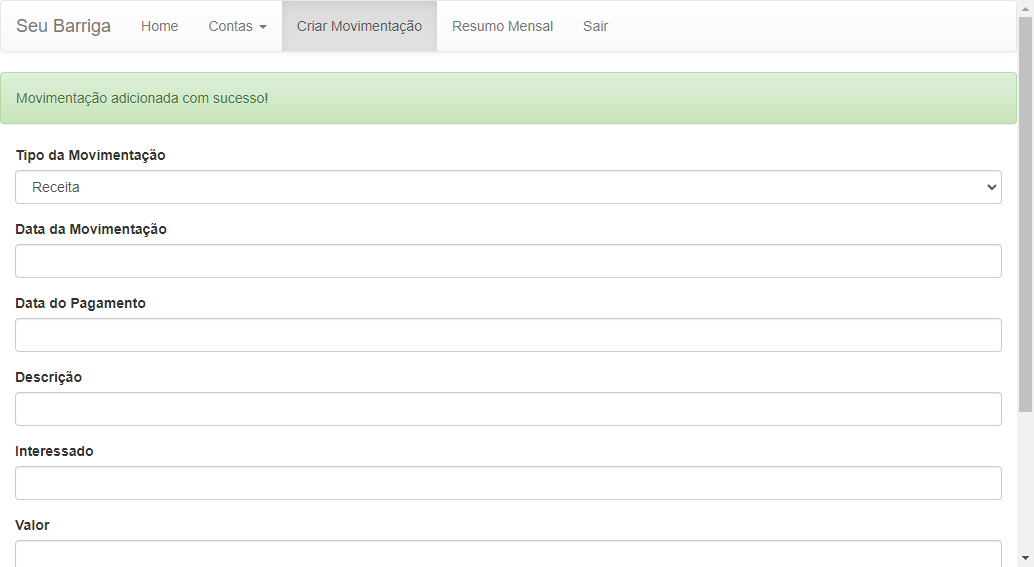 Seu Barriga Home Contas Criar Movimentação Resumo Mensal Sair
Movimentação adicionada com sucesso!
Tipo da Movimentação
Receita
Data da Movimentação
Data do Pagamento
Descrição
Interessado
Valor